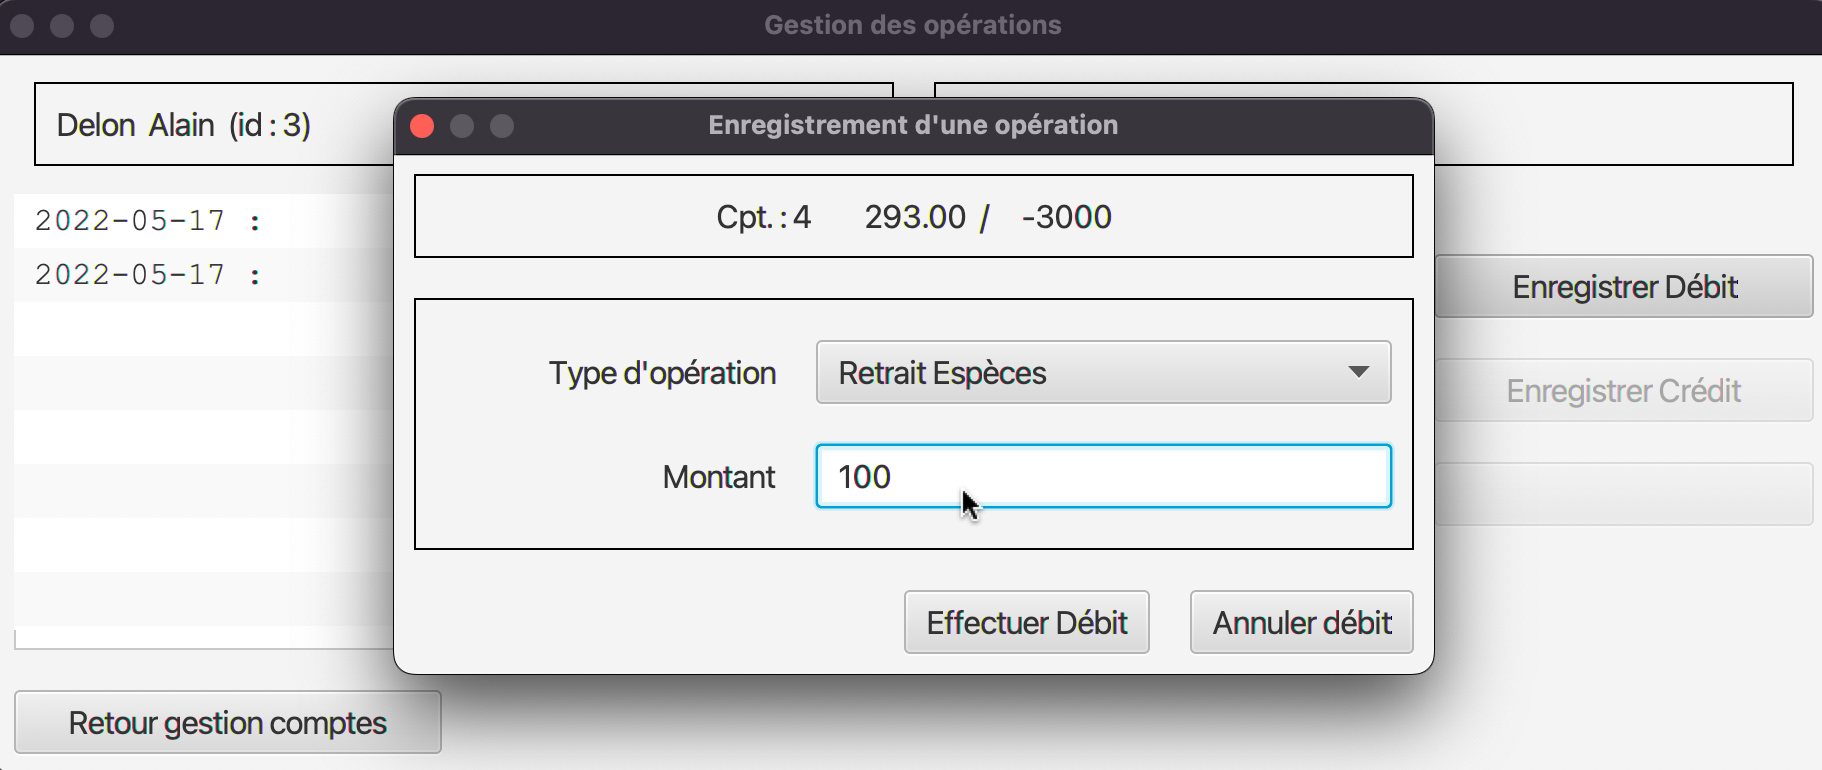 Gestion des opérations
Delon Alain (id : 3)
Enregistrement d'une opération
Cpt. : 4 293.00 / -3000
2022-05-17 :
2022-05-17 :
Enregistrer Débit
Type d'opération Retrait Espèces
Enregistrer Crédit
Montant 100
Effectuer Débit Annuler débit
Retour gestion comptes